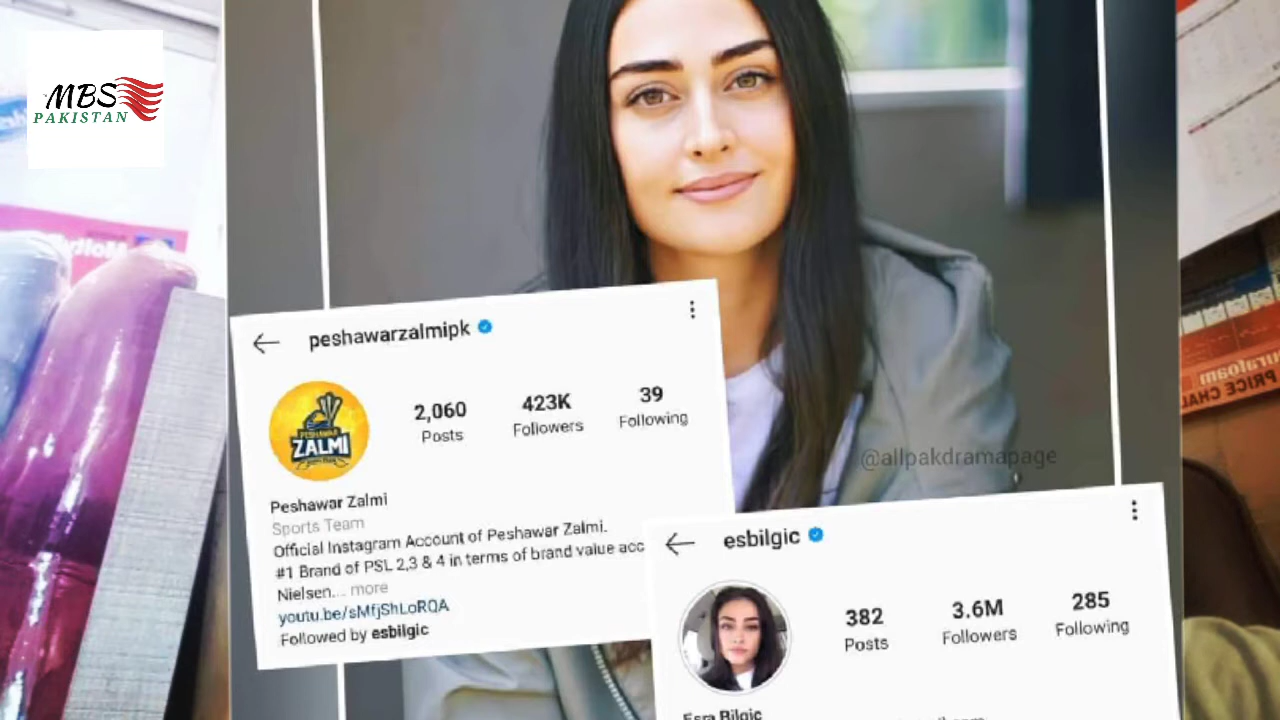 MBS
PAKISTAN
peshawarzalmipk
2,060
Posts
423K
Followers
39
Following
PESHAWAR
ZALMI
Peshawar Zalmi
Sports Team
Official Instagram Account of Peshawar Zalmi.
#1 Brand of PSL 2,3 & 4 in terms of brand value acc
Nielsen... more
youtu.be/sMfjShLoRQA
Followed by esbilgic
@allpakdramapage
esbilgic
382
Posts
3.6M
Followers
285
Following
Esra Bilgic